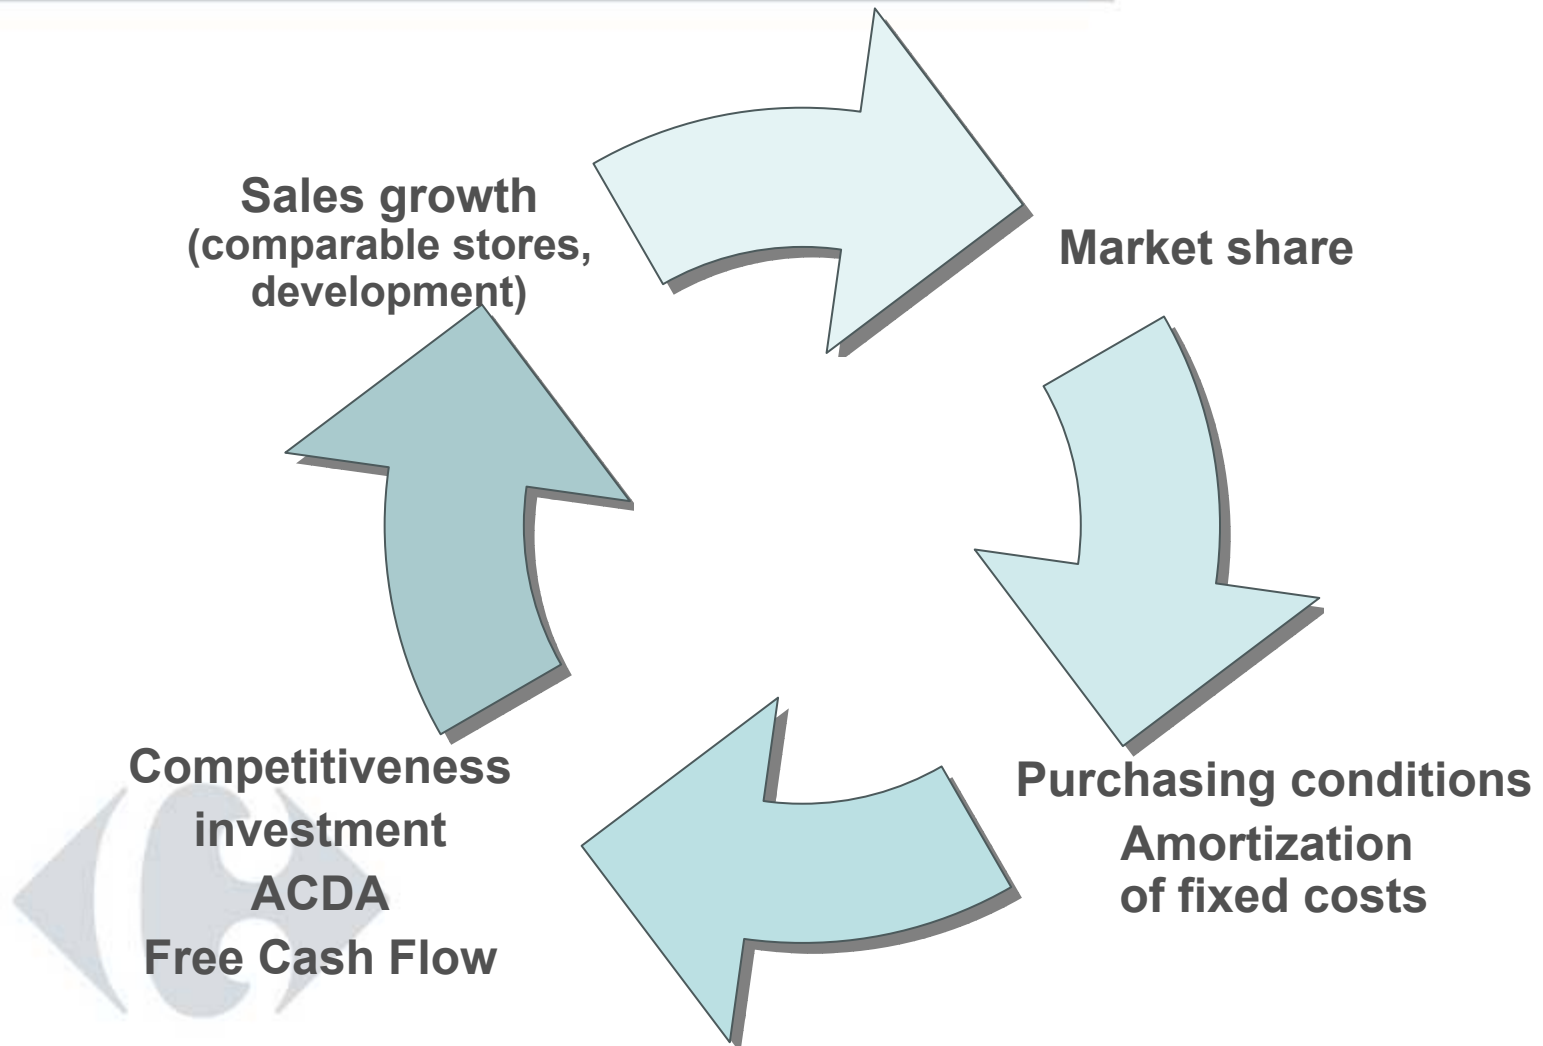 Sales growth
(comparable stores,
development)
Market share
Purchasing conditions
Amortization
of fixed costs
Competitiveness
investment
ACDA
Free Cash Flow